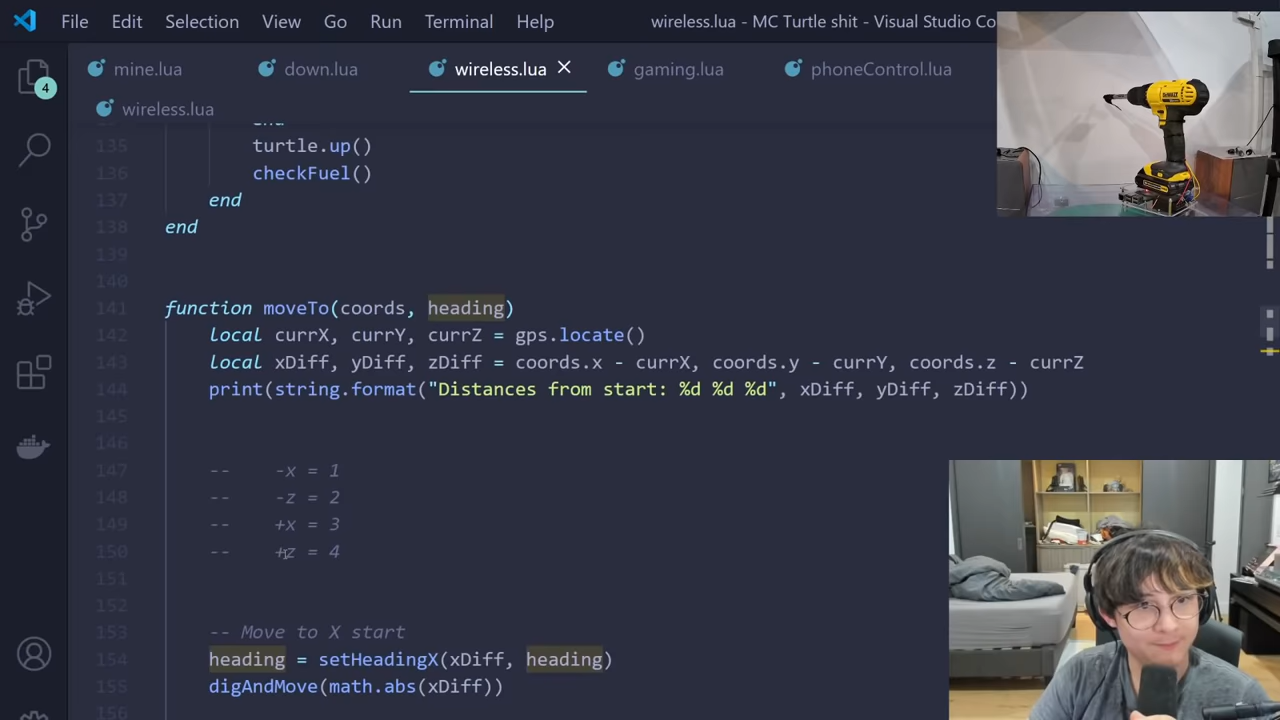 File Edit Selection View Go Run Terminal Help wireless.lua - MC Turtle shit - Visual Studio Co
4
mine.lua down.lua wireless.lua gaming.lua phoneControl.lua
wireless.lua
end
135 turtle.up()
136 checkFuel()
137 end
138 end
139
140
141 function moveTo(coords, heading)
142 local currX, currY, currZ = gps.locate()
143 local xDiff, yDiff, zDiff = coords.x - currX, coords.y - currY, coords.z - currZ
144 print(string.format("Distances from start: %d %d %d", xDiff, yDiff, zDiff))
145
146
147 -- -x = 1
148 -- -z = 2
149 -- +x = 3
150 -- +z = 4
151
152
153 -- Move to X start
154 heading = setHeadingX(xDiff, heading)
155 digAndMove(math.abs(xDiff))
156
DEWALT